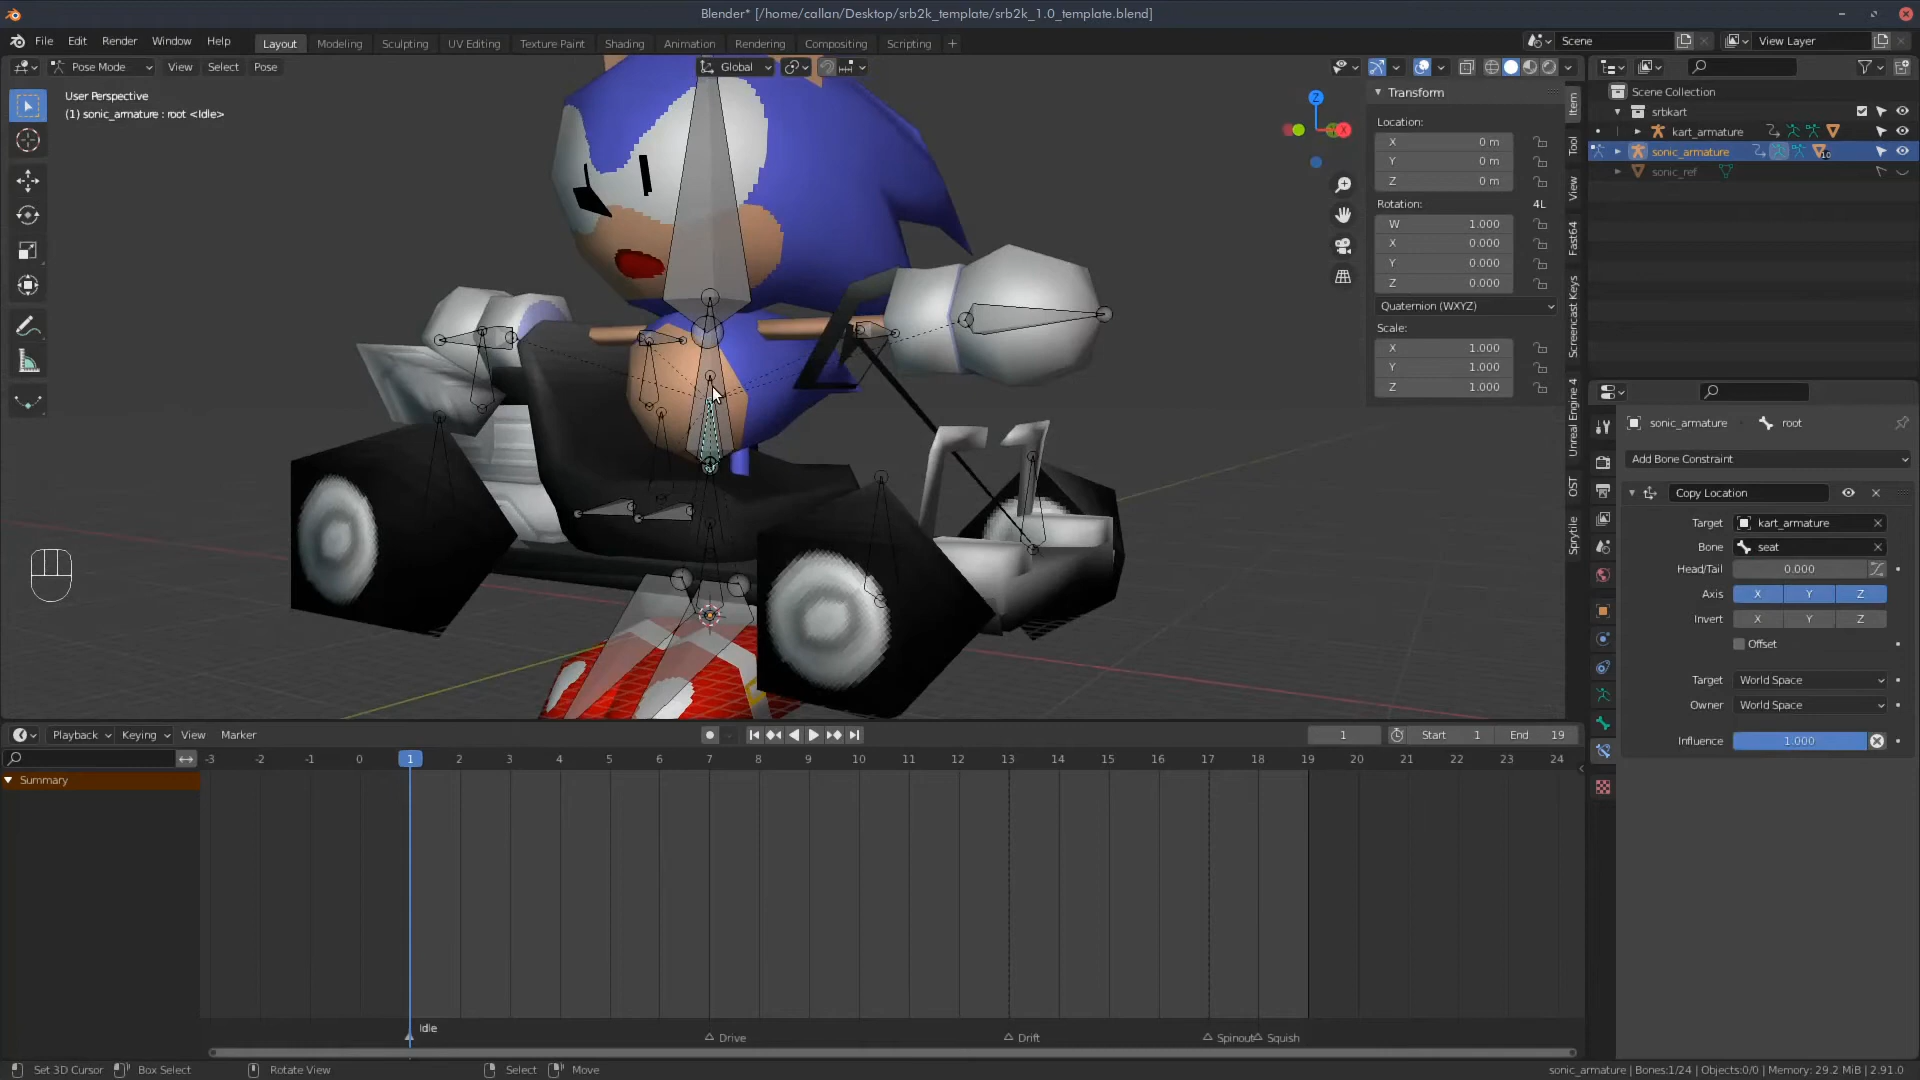 Blender* [/home/callan/Desktop/srb2k_template/srb2k_1.0_template.blend]
File Edit Render Window Help Layout Modeling Sculpting UV Editing Texture Paint Shading Animation Rendering Compositing Scripting + Scene View Layer
Pose Mode View Select Pose Global
User Perspective
(1) sonic_armature : root <Idle>
Z
X
Transform
Location:
X 0 m
Y 0 m
Z 0 m
Rotation: 4L
W 1.000
X 0.000
Y 0.000
Z 0.000
Quaternion (WXYZ)
Scale:
X 1.000
Y 1.000
Z 1.000
Item
Tool
View
Fast64
Screencast Keys
Unreal Engine 4
OST
Sprytile
Scene Collection
srbkart
kart_armature
sonic_armature 10
sonic_ref
sonic_armature root
Add Bone Constraint
Copy Location
Target kart_armature
Bone seat
Head/Tail 0.000
Axis X Y Z
Invert X Y Z
Offset
Target World Space
Owner World Space
Influence 1.000
Playback Keying View Marker 1 Start 1 End 19
-3 -2 -1 0 1 2 3 4 5 6 7 8 9 10 11 12 13 14 15 16 17 18 19 20 21 22 23 24
Summary
Idle
Drive Drift Spinout Squish
Set 3D Cursor Box Select Rotate View Select Move sonic_armature | Bones:1/24 | Objects:0/0 | Memory: 29.2 MiB | 2.91.0